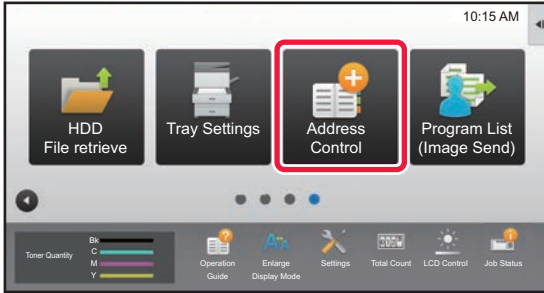 10:15 AM
HDD
File retrieve
Tray Settings
Address
Control
Program List
(Image Send)
Toner Quantity
Bk
C
M
Y
Operation
Guide
Enlarge
Display Mode
Settings
Total Count
LCD Control
Job Status